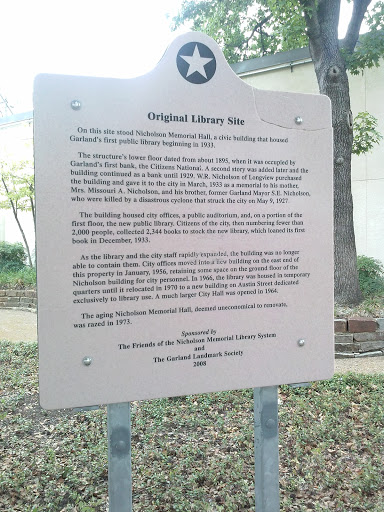 Original Library Site
On this site stood Nicholson Memorial Hall, a civic building that housed
Garland's first public library beginning in 1933.
The structure's lower floor dated from about 1895, when it was occupied by
Garland's first bank, the Citizens National. A second story was added later and the
building continued as a bank until 1929. W.R. Nicholson of Longview purchased
the building and gave it to the city in March, 1933 as a memorial to his mother,
Mrs. Missouri A. Nicholson, and his brother, former Garland Mayor S.E. Nicholson,
who were killed by a disastrous cyclone that struck the city on May 9, 1927.
The building housed city offices, a public auditorium, and, on a portion of the
first floor, the new public library. Citizens of the city, then numbering fewer than
2,000 people, collected 2,344 books to stock the new library, which loaned its first
book in December, 1933.
As the library and the city staff rapidly expanded, the building was no longer
able to contain them. City offices moved into a new building on the east end of
this property in January, 1956, retaining some space on the ground floor of the
Nicholson building for city personnel. In 1966, the library was housed in temporary
quarters until it relocated in 1970 to a new building on Austin Street dedicated
exclusively to library use. A much larger City Hall was opened in 1964.
The aging Nicholson Memorial Hall, deemed uneconomical to renovate,
was razed in 1973.
Sponsored by
The Friends of the Nicholson Memorial Library System
and
The Garland Landmark Society
2008